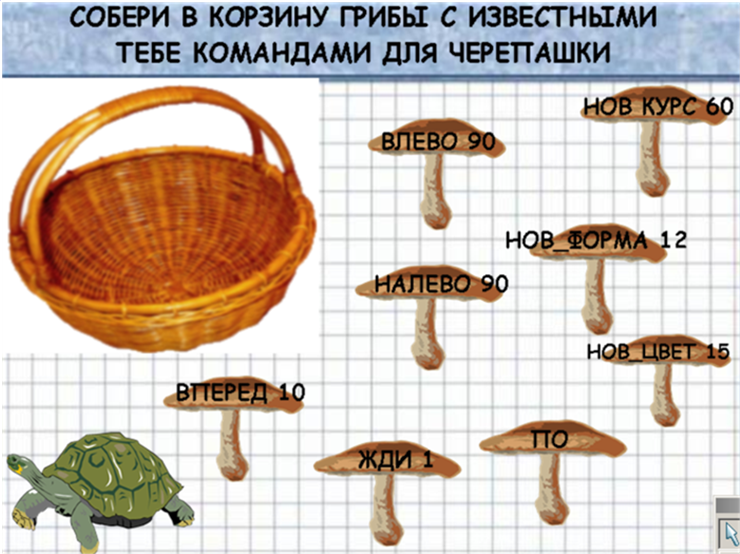 СОБЕРИ В КОРЗИНУ ГРИБЫ С ИЗВЕСТНЫМИ
ТЕБЕ КОМАНДАМИ ДЛЯ ЧЕРЕПАШКИ
НОВ КУРС 60
ВЛЕВО 90
НОВ_ФОРМА 12
НАЛЕВО 90
НОВ_ЦВЕТ 15
ВПЕРЕД 10
ПО
ЖДИ 1